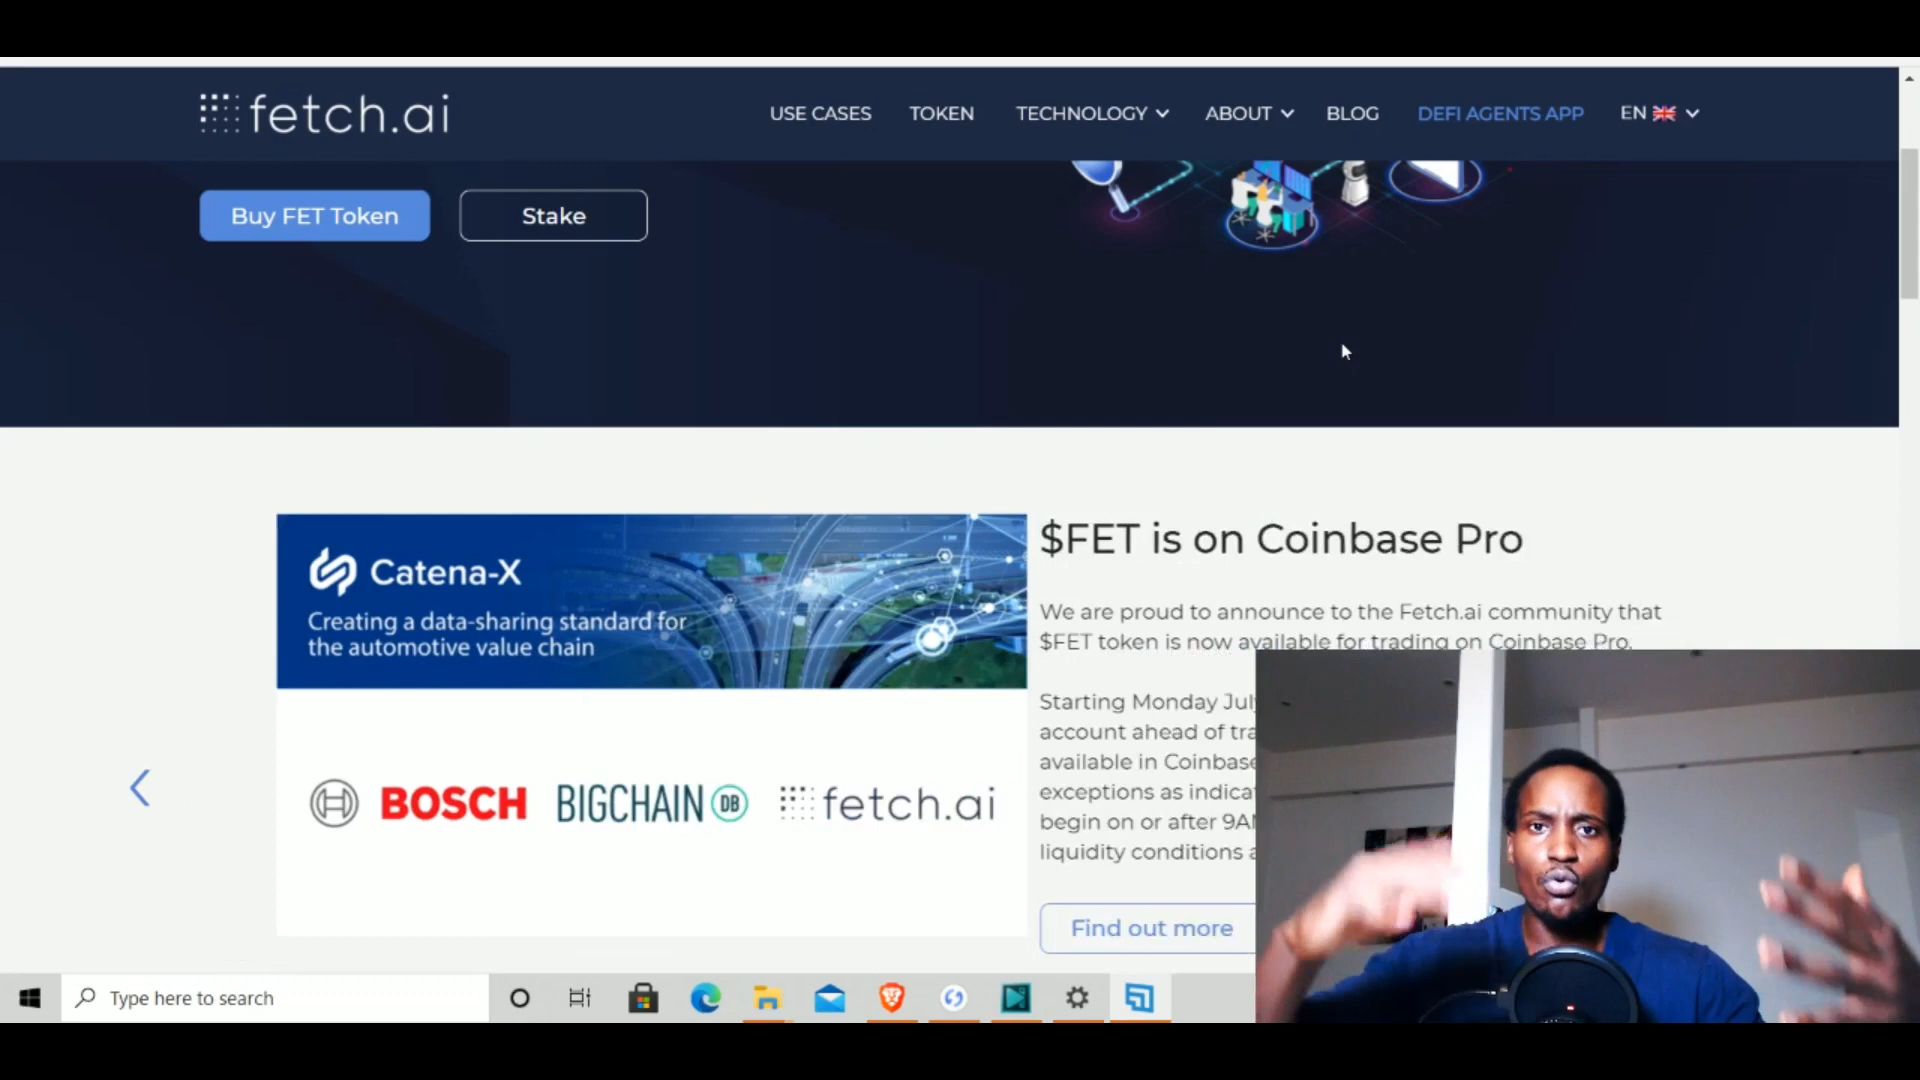 fetch.ai
USE CASES
TOKEN
TECHNOLOGY
ABOUT
BLOG
DEFI AGENTS APP
EN
Buy FET Token
Stake
Catena-X
Creating a data-sharing standard for
the automotive value chain
BOSCH
BIGCHAIN DB
fetch.ai
$FET is on Coinbase Pro
We are proud to announce to the Fetch.ai community that
$FET token is now available for trading on Coinbase Pro.
Starting Monday
account ahead of
available in Coinbase
exceptions as
begin on or after
liquidity conditions
Find out more
Type here to search